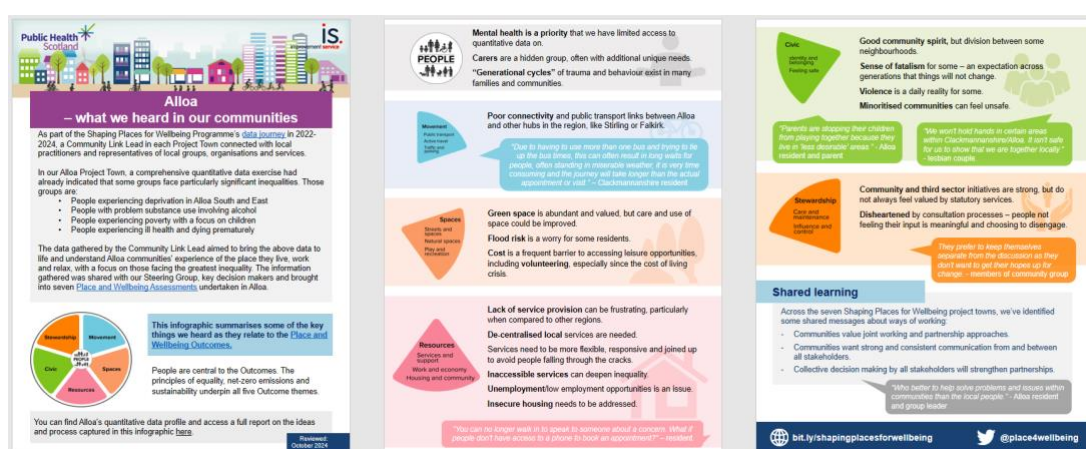 Public Health
Scotland
is.
improvement service
Alloa
– what we heard in our communities
As part of the Shaping Places for Wellbeing Programme's data journey in 2022-
2024, a Community Link Lead in each Project Town connected with local
practitioners and representatives of local groups, organisations and services.
In our Alloa Project Town, a comprehensive quantitative data exercise had
already indicated that some groups face particularly significant inequalities. Those
groups are:
• People experiencing deprivation in Alloa South and East
• People with problem substance use involving alcohol
• People experiencing poverty with a focus on children
• People experiencing ill health and dying prematurely
The data gathered by the Community Link Lead aimed to bring the above data to
life and understand Alloa communities' experience of the place they live, work
and relax, with a focus on those facing the greatest inequality. The information
gathered was shared with our Steering Group, key decision makers and brought
into seven Place and Wellbeing Assessments undertaken in Alloa.
Stewardship
Movement
Civic
PEOPLE
Spaces
Resources
This infographic summarises some of the key
things we heard as they relate to the Place and
Wellbeing Outcomes.
People are central to the Outcomes. The
principles of equality, net-zero emissions and
sustainability underpin all five Outcome themes.
You can find Alloa's quantitative data profile and access a full report on the ideas
and process captured in this infographic here.
Reviewed:
October 2024
PEOPLE
Mental health is a priority that we have limited access to
quantitative data on.
Carers are a hidden group, often with additional unique needs.
"Generational cycles" of trauma and behaviour exist in many
families and communities.
Movement
Public transport
Active travel
Traffic and
parking
Poor connectivity and public transport links between Alloa
and other hubs in the region, like Stirling or Falkirk.
"Due to having to use more than one bus and trying to tie
up the bus times, this can often result in long waits for
people, often standing in miserable weather, it is very time
consuming and the journey will take longer than the actual
appointment or visit." – Clackmannanshire resident
Spaces
Streets and
spaces
Natural spaces
Play and
recreation
Green space is abundant and valued, but care and use of
space could be improved.
Flood risk is a worry for some residents.
Cost is a frequent barrier to accessing leisure opportunities,
including volunteering, especially since the cost of living
crisis.
Resources
Services and
support
Work and economy
Housing and community
Lack of service provision can be frustrating, particularly
when compared to other regions.
De-centralised local services are needed.
Services need to be more flexible, responsive and joined up
to avoid people falling through the cracks.
Inaccessible services can deepen inequality.
Unemployment/low employment opportunities is an issue.
Insecure housing needs to be addressed.
"You can no longer walk in to speak to someone about a concern. What if
people don't have access to a phone to book an appointment?" – resident
Civic
Identity and
belonging
Feeling safe
Good community spirit, but division between some
neighbourhoods.
Sense of fatalism for some – an expectation across
generations that things will not change.
Violence is a daily reality for some.
Minoritised communities can feel unsafe.
"Parents are stopping their children
from playing together because they
live in 'less desirable' areas." - Alloa
resident and parent
"We won't hold hands in certain areas
within Clackmannanshire/Alloa. It isn't safe
for us to show that we are together locally."
- lesbian couple
Stewardship
Care and
maintenance
Influence and
control
Community and third sector initiatives are strong, but do
not always feel valued by statutory services.
Disheartened by consultation processes – people not
feeling their input is meaningful and choosing to disengage.
They prefer to keep themselves
separate from the discussion as they
don't want to get their hopes up for
change. – members of community group
Shared learning
Across the seven Shaping Places for Wellbeing project towns, we've identified
some shared messages about ways of working:
- Communities value joint working and partnership approaches.
- Communities want strong and consistent communication from and between
all stakeholders.
- Collective decision making by all stakeholders will strengthen partnerships.
"Who better to help solve problems and issues within
communities than the local people." - Alloa resident
and group leader
bit.ly/shapingplacesforwellbeing
@place4wellbeing